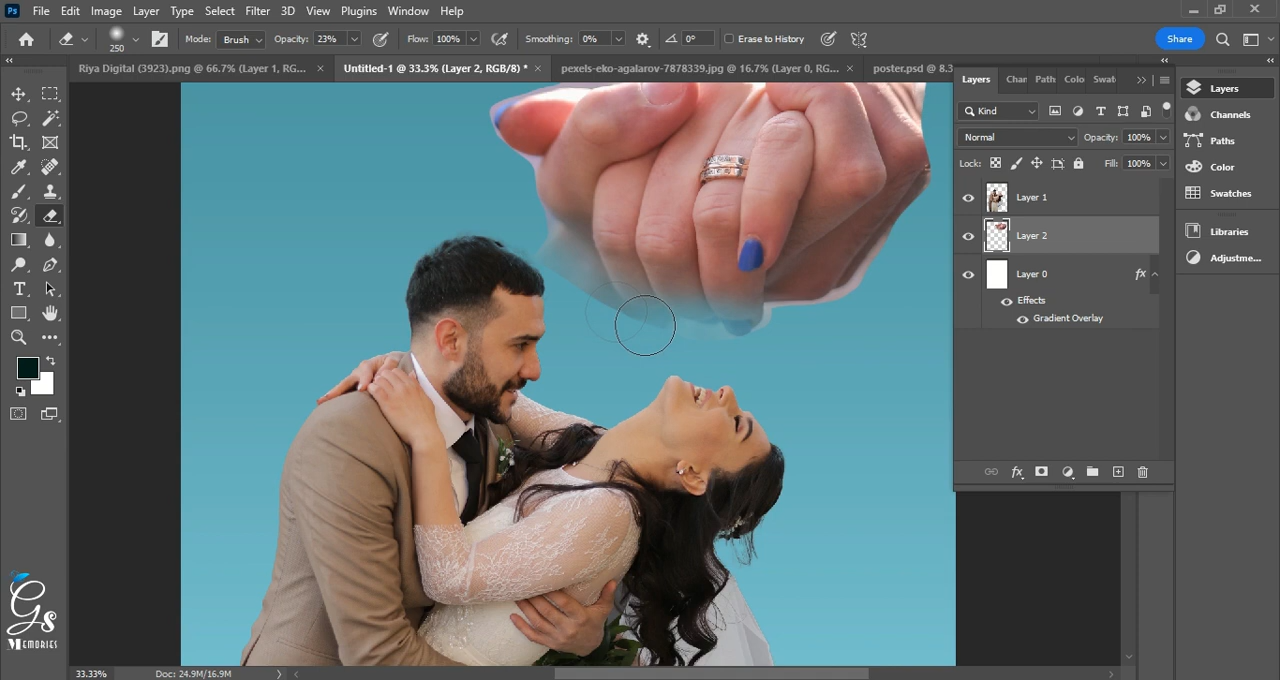 Ps File Edit Image Layer Type Select Filter 3D View Plugins Window Help
250 Mode: Brush Opacity: 23% Flow: 100% Smoothing: 0% 0° Erase to History Share
Riya Digital (3923).png @ 66.7% (Layer 1, RG... × Untitled-1 @ 33.3% (Layer 2, RGB/8) * × pexels-eko-agalarov-7878339.jpg @ 16.7% (Layer 0, RG... × poster.psd @ 8.3
Layers Char Path Colo Swat
Kind
Normal Opacity: 100%
Lock: Fill: 100%
Layer 1
Layer 2
Layer 0 fx
Effects
Gradient Overlay
fx
Layers
Channels
Paths
Color
Swatches
Libraries
Adjustme...
Gs
MEMORIES
33.33% Doc: 24.9M/16.9M